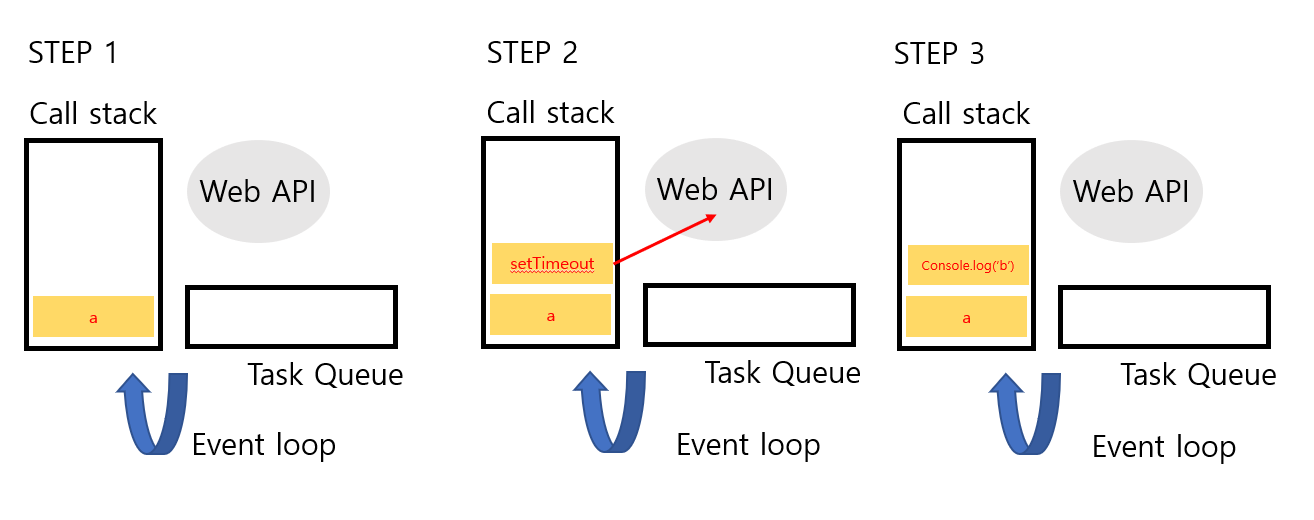 STEP 1
Call stack
Web API
a
Task Queue
Event loop
STEP 2
Call stack
Web API
setTimeout
a
Task Queue
Event loop
STEP 3
Call stack
Web API
Console.log('b')
a
Task Queue
Event loop